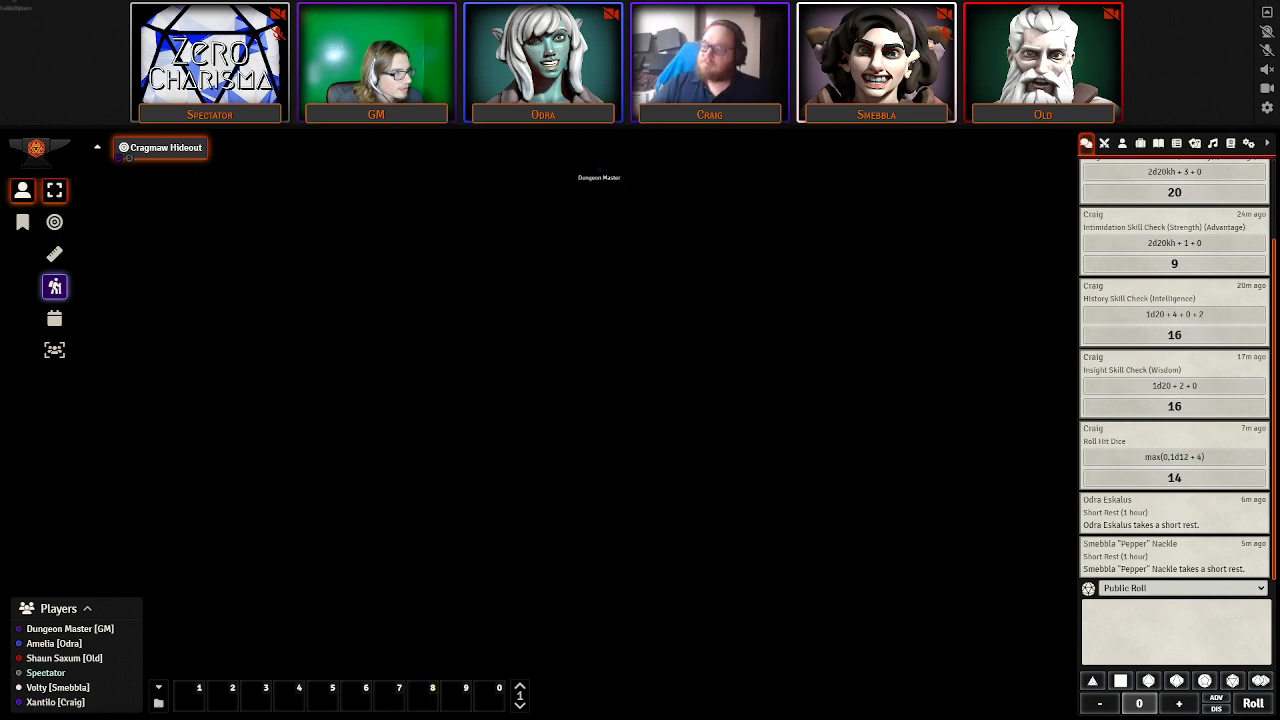 ZERO
CHARISMA
SPECTATOR
GM
ODRA
CRAIG
SMEBBLA
OLD
Cragmaw Hideout
Dungeon Master
2d20kh + 3 + 0
20
Craig 24m ago
Intimidation Skill Check (Strength) (Advantage)
2d20kh + 1 + 0
9
Craig 20m ago
History Skill Check (Intelligence)
1d20 + 4 + 0 + 2
16
Craig 17m ago
Insight Skill Check (Wisdom)
1d20 + 2 + 0
16
Craig 7m ago
Roll Hit Dice
max(0,1d12 + 4)
14
Odra Eskalus 6m ago
Short Rest (1 hour)
Odra Eskalus takes a short rest.
Smebbla "Pepper" Nackle 5m ago
Short Rest (1 hour)
Smebbla "Pepper" Nackle takes a short rest.
Public Roll
Players
Dungeon Master [GM]
Amelia [Odra]
Shaun Saxum [Old]
Spectator
Volty [Smebbla]
Xantilo [Craig]
1 2 3 4 5 6 7 8 9 0
1
- 0 + ADV DIS Roll